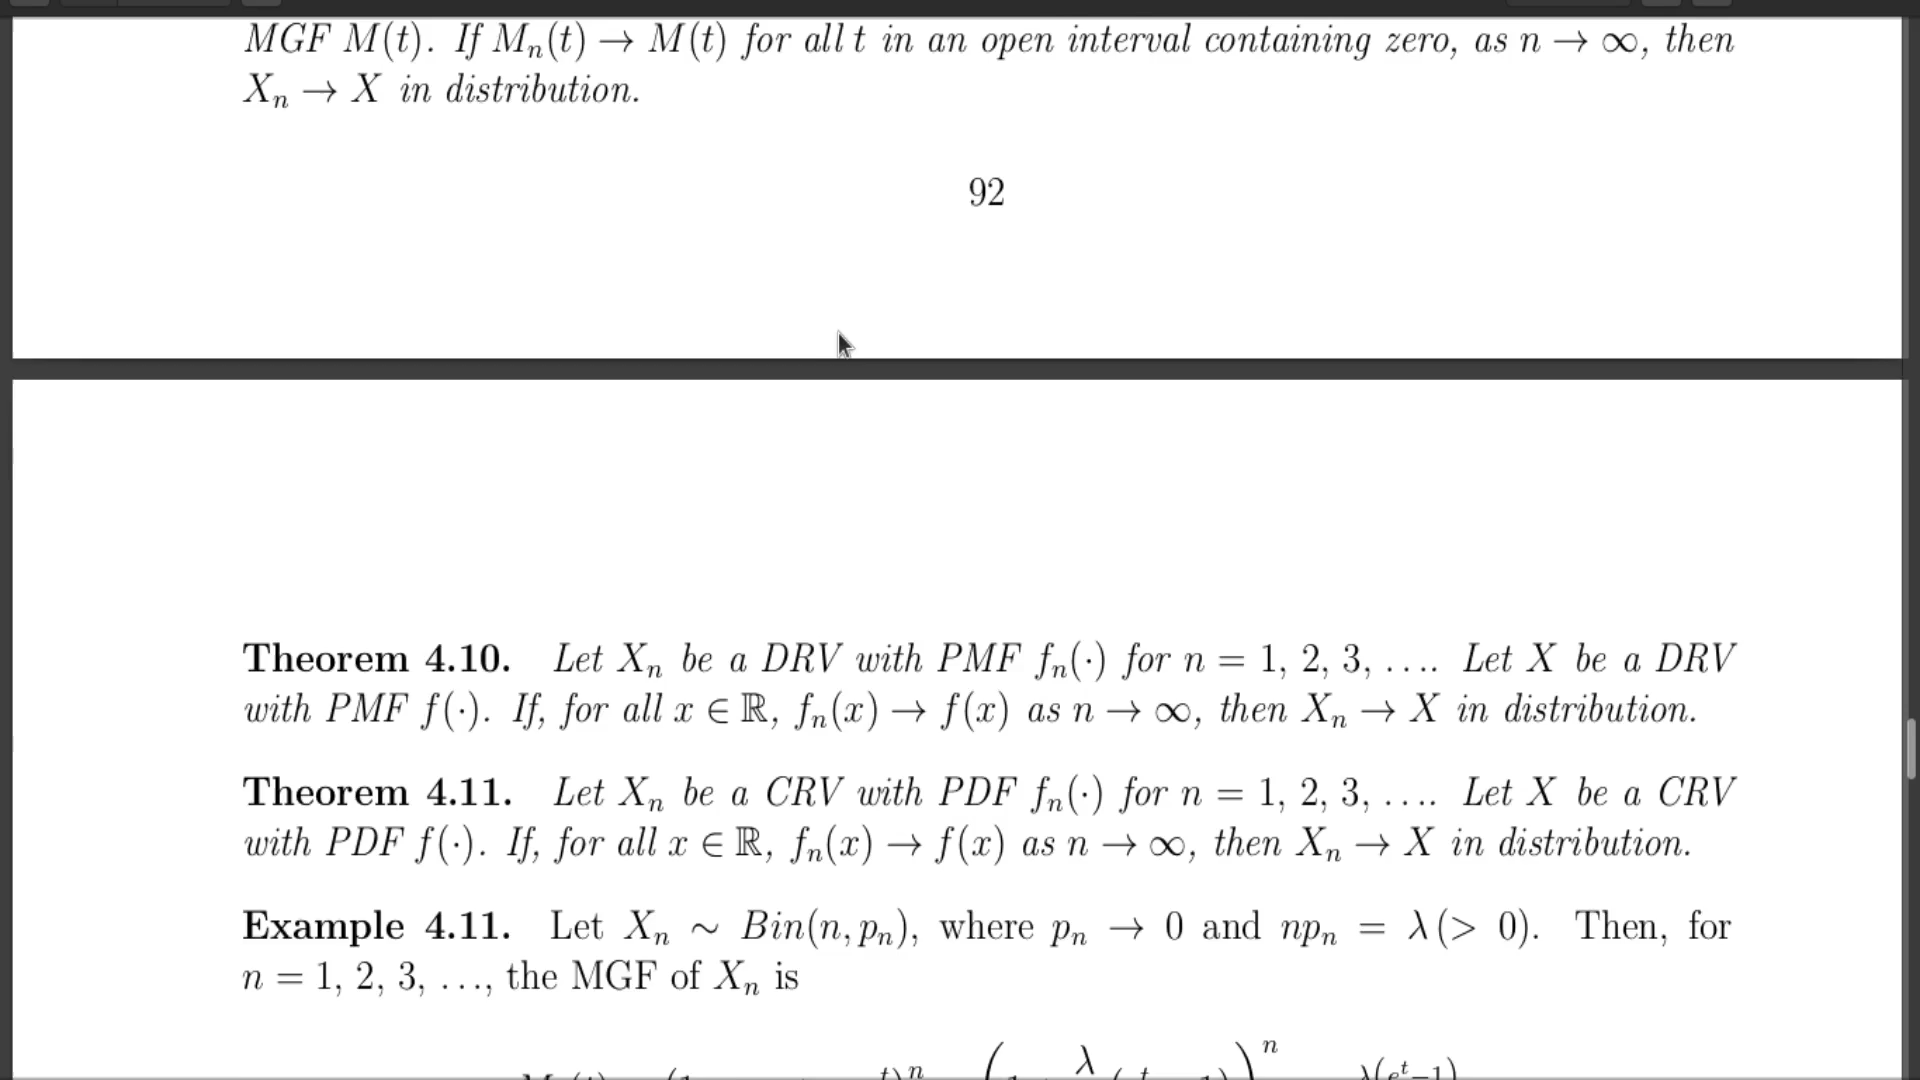 MGF M(t). If Mₙ(t) → M(t) for all t in an open interval containing zero, as n → ∞, then
Xₙ → X in distribution.
92
Theorem 4.10. Let Xₙ be a DRV with PMF fₙ(·) for n = 1, 2, 3, .... Let X be a DRV
with PMF f(·). If, for all x ∈ ℝ, fₙ(x) → f(x) as n → ∞, then Xₙ → X in distribution.
Theorem 4.11. Let Xₙ be a CRV with PDF fₙ(·) for n = 1, 2, 3, .... Let X be a CRV
with PDF f(·). If, for all x ∈ ℝ, fₙ(x) → f(x) as n → ∞, then Xₙ → X in distribution.
Example 4.11. Let Xₙ ∼ Bin(n, pₙ), where pₙ → 0 and npₙ = λ (> 0). Then, for
n = 1, 2, 3, ..., the MGF of Xₙ is